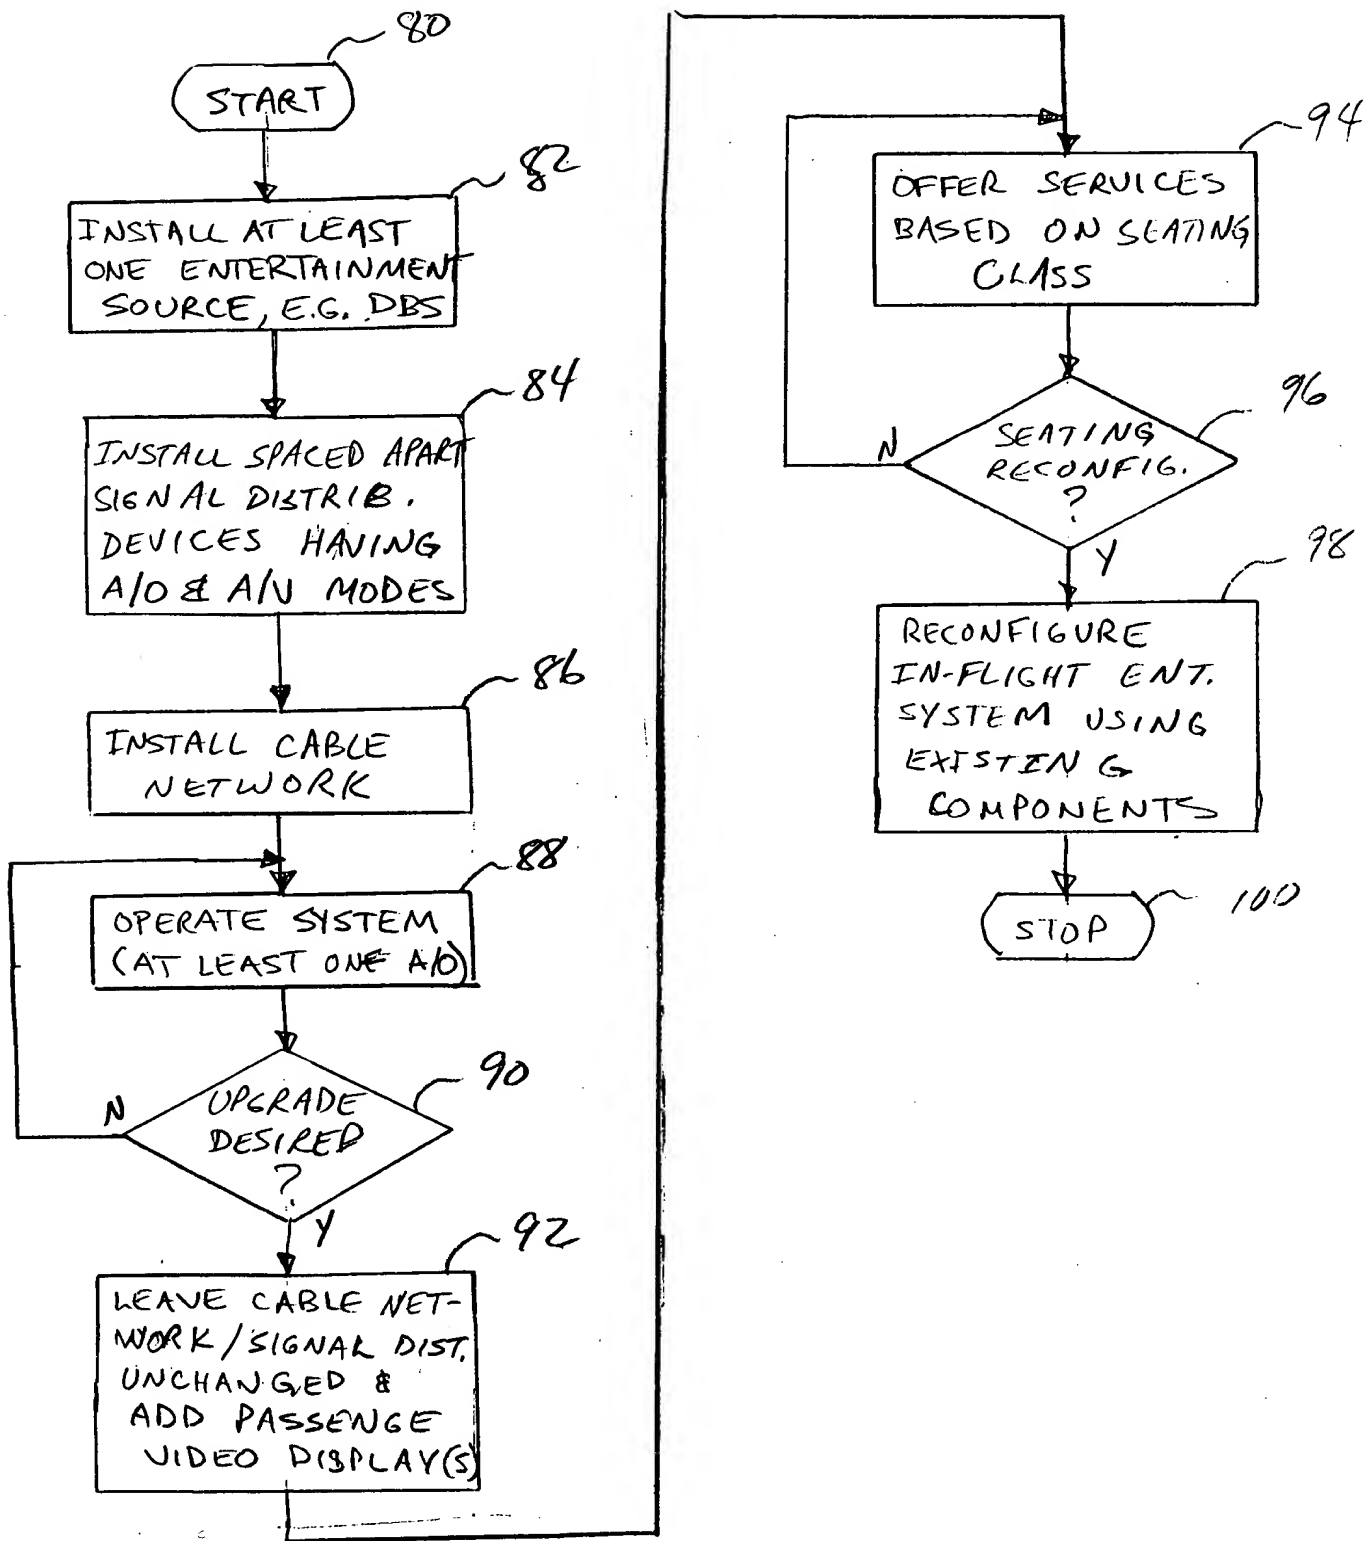 80
START
82
INSTALL AT LEAST
ONE ENTERTAINMENT
SOURCE, E.G. DBS
84
INSTALL SPACED APART
SIGNAL DISTRIB.
DEVICES HAVING
A/O & A/V MODES
86
INSTALL CABLE
NETWORK
88
OPERATE SYSTEM
(AT LEAST ONE A/O)
90
N
UPGRADE
DESIRED
?
Y
92
LEAVE CABLE NET-
WORK/SIGNAL DIST.
UNCHANGED &
ADD PASSENGE
VIDEO DISPLAY(S)
94
OFFER SERVICES
BASED ON SEATING
CLASS
96
N
SEATING
RECONFIG.
?
Y
98
RECONFIGURE
IN-FLIGHT ENT.
SYSTEM USING
EXISTING
COMPONENTS
100
STOP